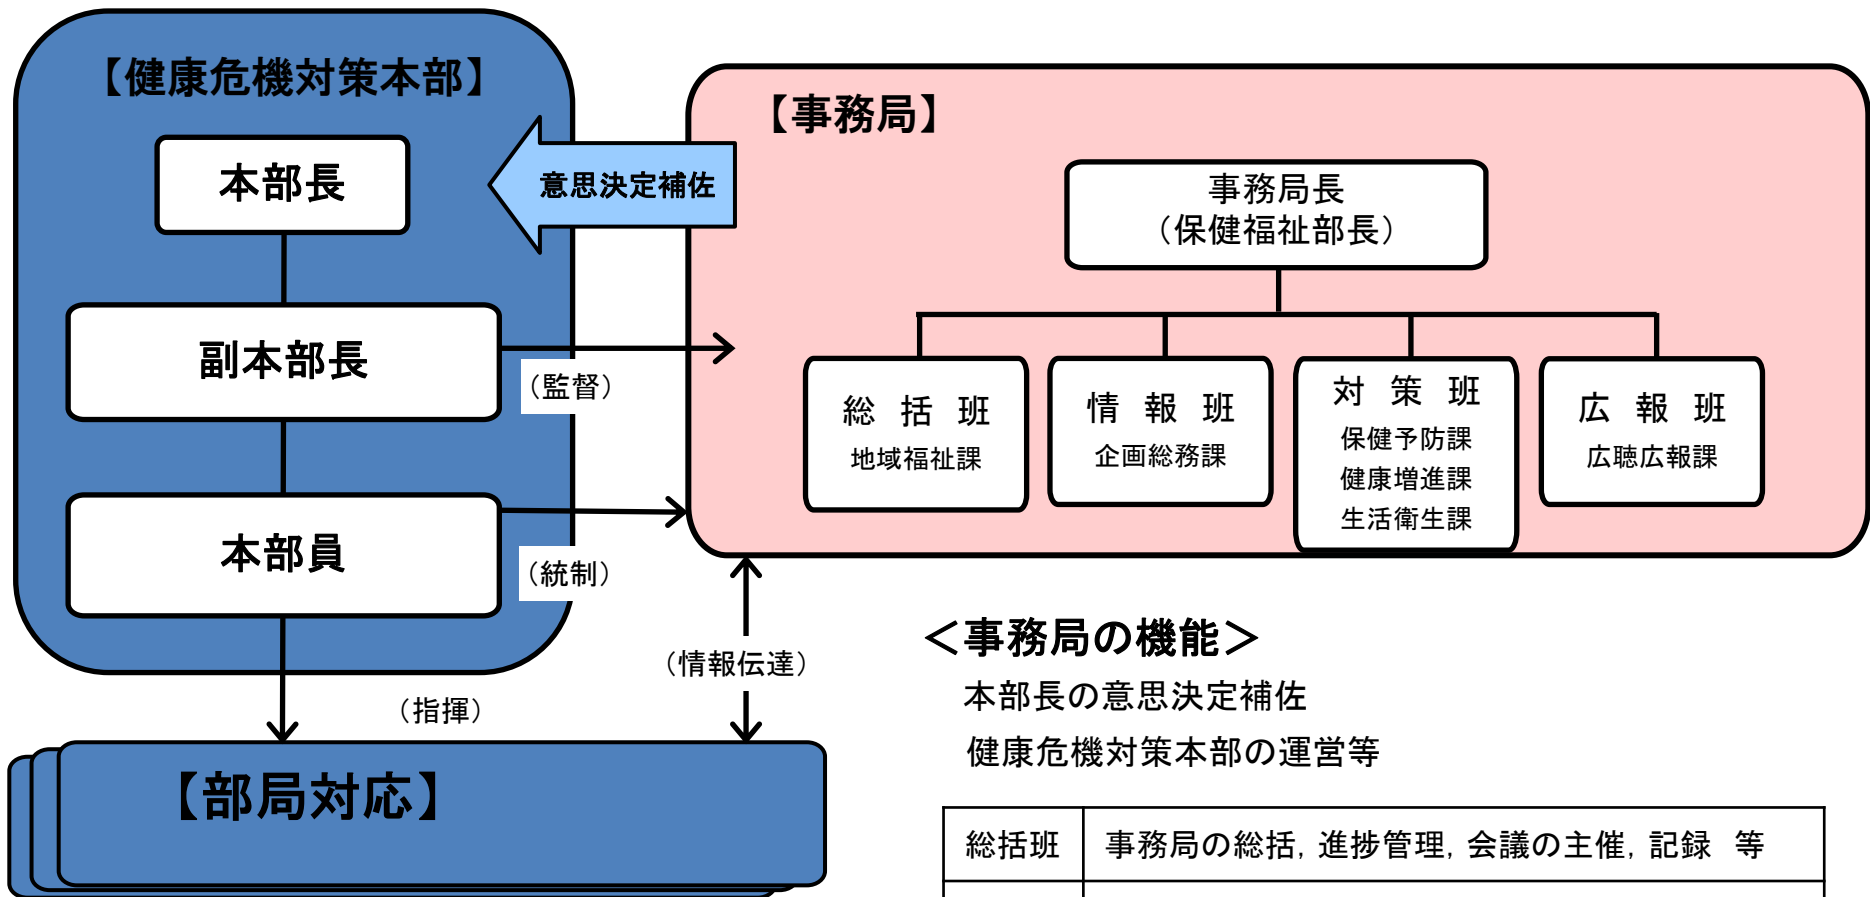 【健康危機対策本部】
本部長
副本部長
本部員
意思決定補佐
（監督）
（統制）
（指揮）
（情報伝達）
【部局対応】
【事務局】
事務局長
（保健福祉部長）
総　括　班
地域福祉課
情　報　班
企画総務課
対　策　班
保健予防課
健康増進課
生活衛生課
広　報　班
広聴広報課
＜事務局の機能＞
本部長の意思決定補佐
健康危機対策本部の運営等
総括班　事務局の総括，進捗管理，会議の主催，記録　等